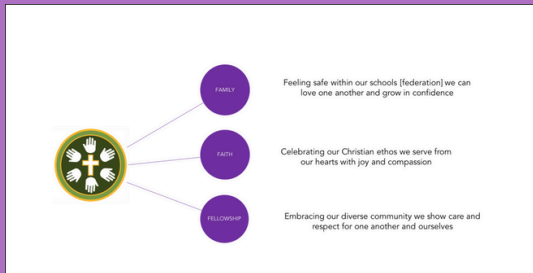 FAMILY
Feeling safe within our schools [federation] we can
love one another and grow in confidence
FAITH
Celebrating our Christian ethos we serve from
our hearts with joy and compassion
FELLOWSHIP
Embracing our diverse community we show care and
respect for one another and ourselves